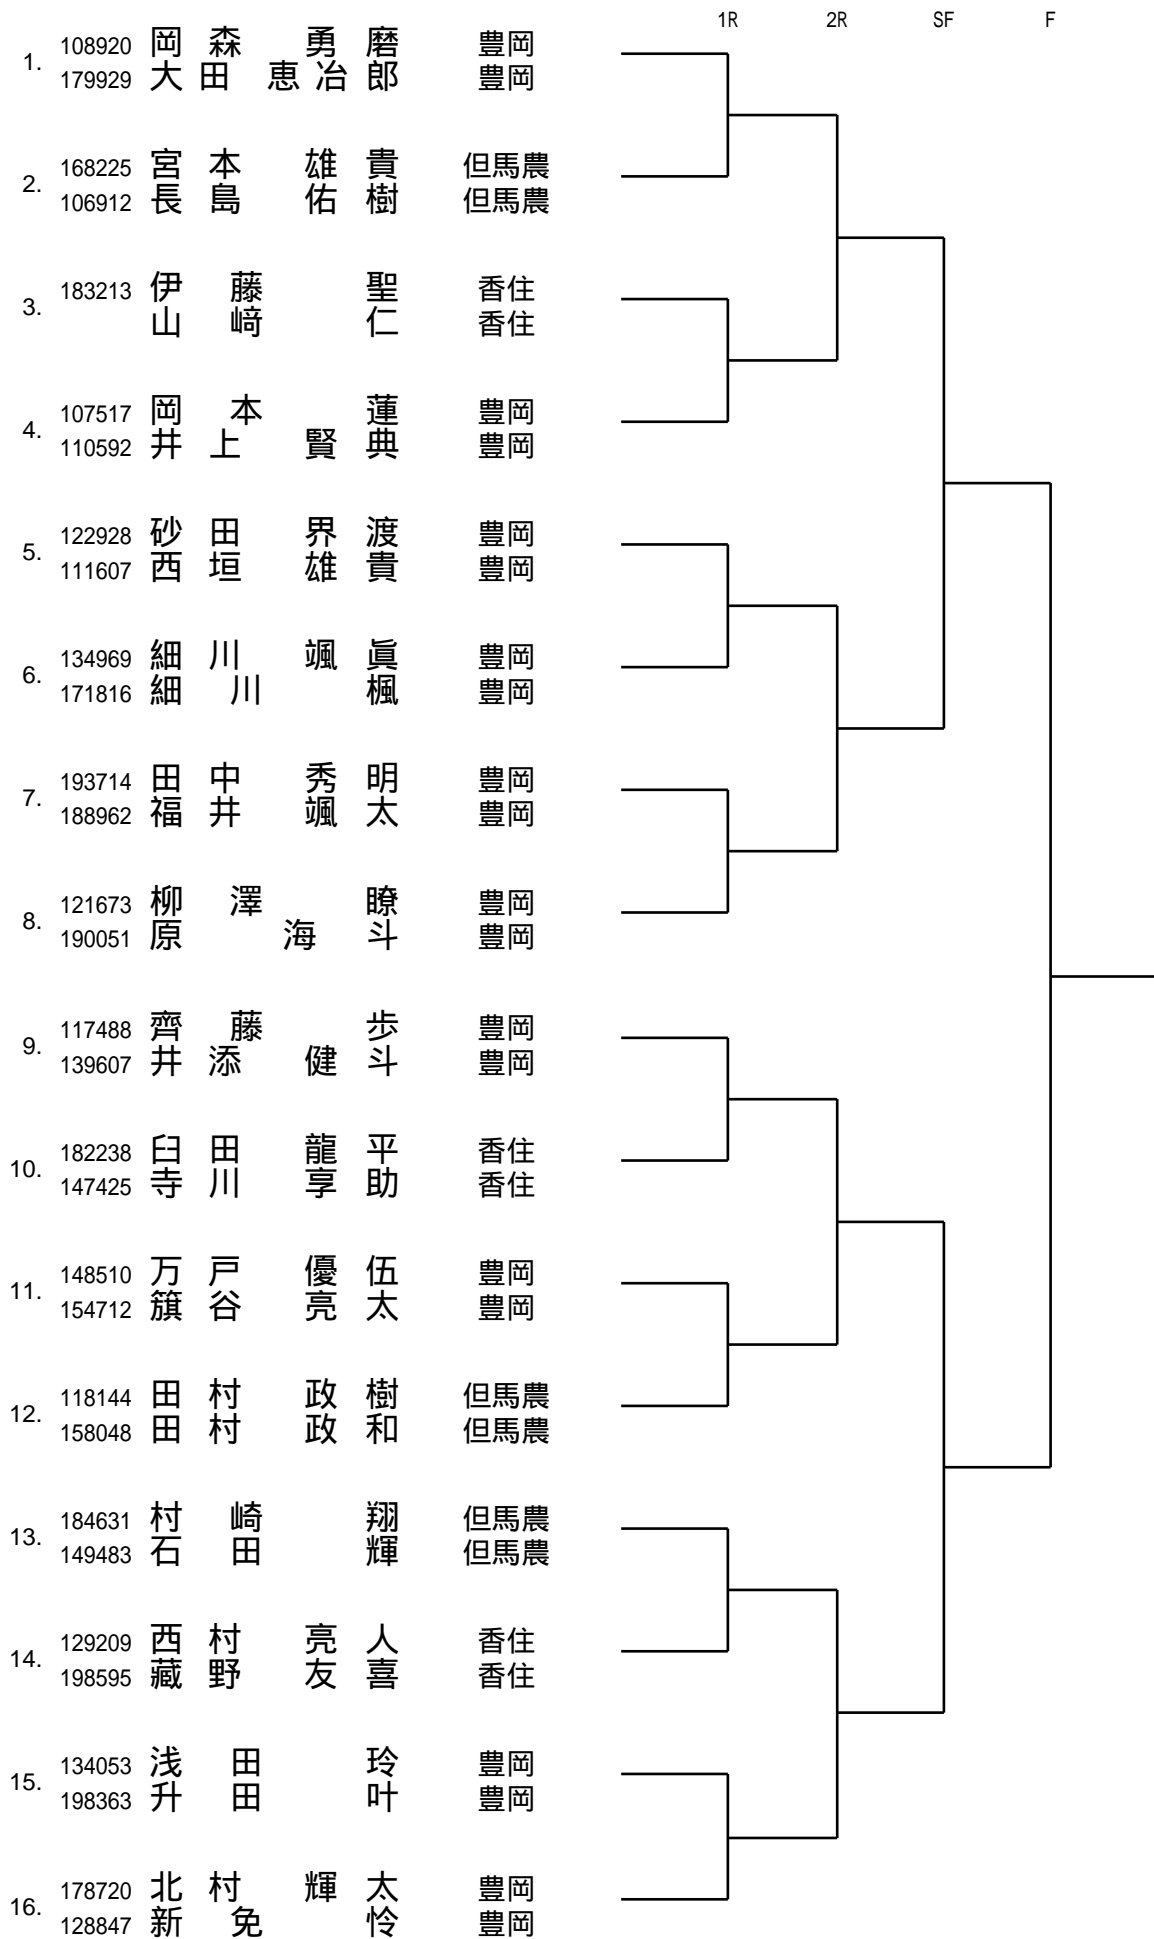 1R 2R SF F
1. 108920 岡森 勇磨 豊岡
179929 大田 恵冶郎 豊岡
2. 168225 宮本 雄貴 但馬農
106912 長島 佑樹 但馬農
3. 183213 伊藤 聖 香住
山﨑 仁 香住
4. 107517 岡本 蓮 豊岡
110592 井上 賢典 豊岡
5. 122928 砂田 界渡 豊岡
111607 西垣 雄貴 豊岡
6. 134969 細川 颯眞 豊岡
171816 細川 楓 豊岡
7. 193714 田中 秀明 豊岡
188962 福井 颯太 豊岡
8. 121673 柳澤 瞭 豊岡
190051 原 海斗 豊岡
9. 117488 齊藤 歩 豊岡
139607 井添 健斗 豊岡
10. 182238 臼田 龍平 香住
147425 寺川 享助 香住
11. 148510 万戸 優伍 豊岡
154712 籏谷 亮太 豊岡
12. 118144 田村 政樹 但馬農
158048 田村 政和 但馬農
13. 184631 村崎 翔 但馬農
149483 石田 輝 但馬農
14. 129209 西村 亮人 香住
198595 藏野 友喜 香住
15. 134053 浅田 玲 豊岡
198363 升田 叶 豊岡
16. 178720 北村 輝太 豊岡
128847 新免 怜 豊岡